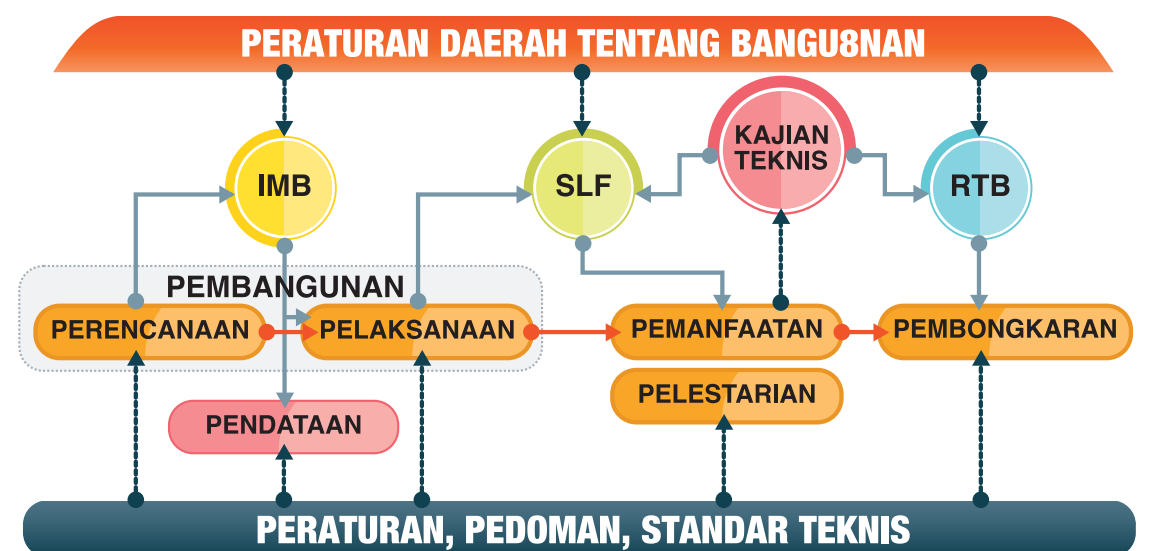 PERATURAN DAERAH TENTANG BANGU8NAN
KAJIAN
TEKNIS
IMB
SLF
RTB
PEMBANGUNAN
PERENCANAAN
PELAKSANAAN
PEMANFAATAN
PEMBONGKARAN
PELESTARIAN
PENDATAAN
PERATURAN, PEDOMAN, STANDAR TEKNIS